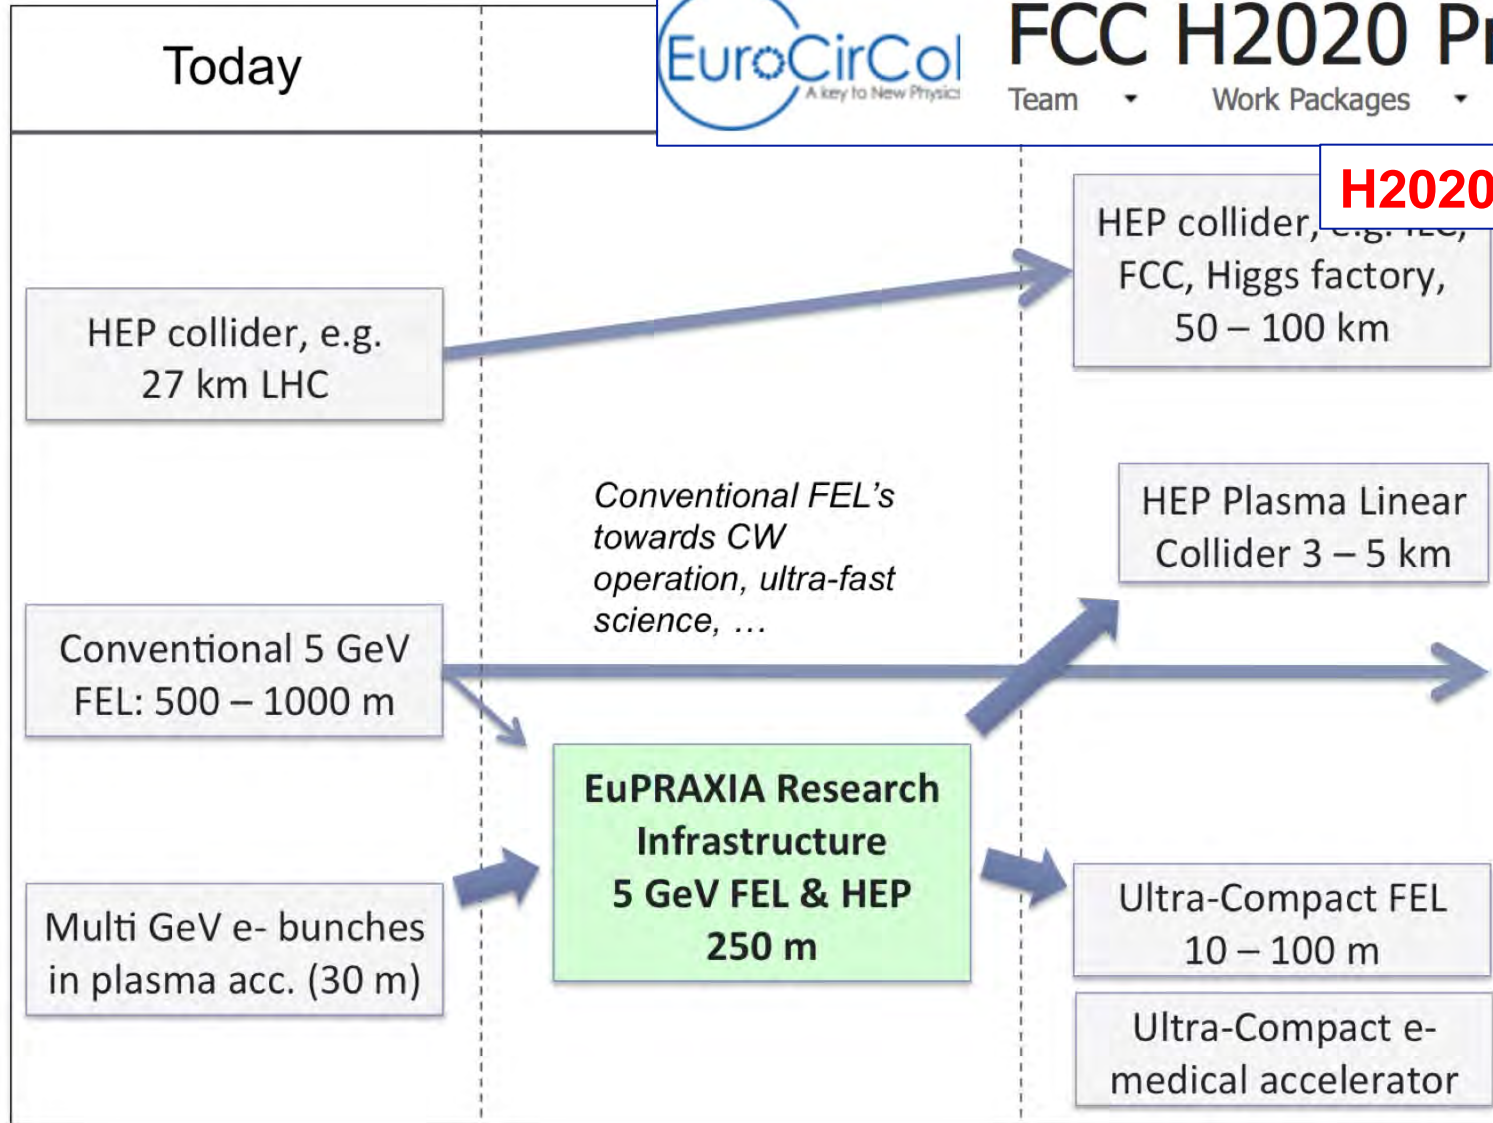 Today
EuroCirCol
A key to New Physics
FCC H2020
Team
Work Packages
H2020
HEP collider,
FCC, Higgs factory,
50 – 100 km
HEP collider, e.g.
27 km LHC
Conventional FEL’s
towards CW
operation, ultra-fast
science, …
HEP Plasma Linear
Collider 3 – 5 km
Conventional 5 GeV
FEL: 500 – 1000 m
EuPRAXIA Research
Infrastructure
5 GeV FEL & HEP
250 m
Multi GeV e- bunches
in plasma acc. (30 m)
Ultra-Compact FEL
10 – 100 m
Ultra-Compact e-
medical accelerator